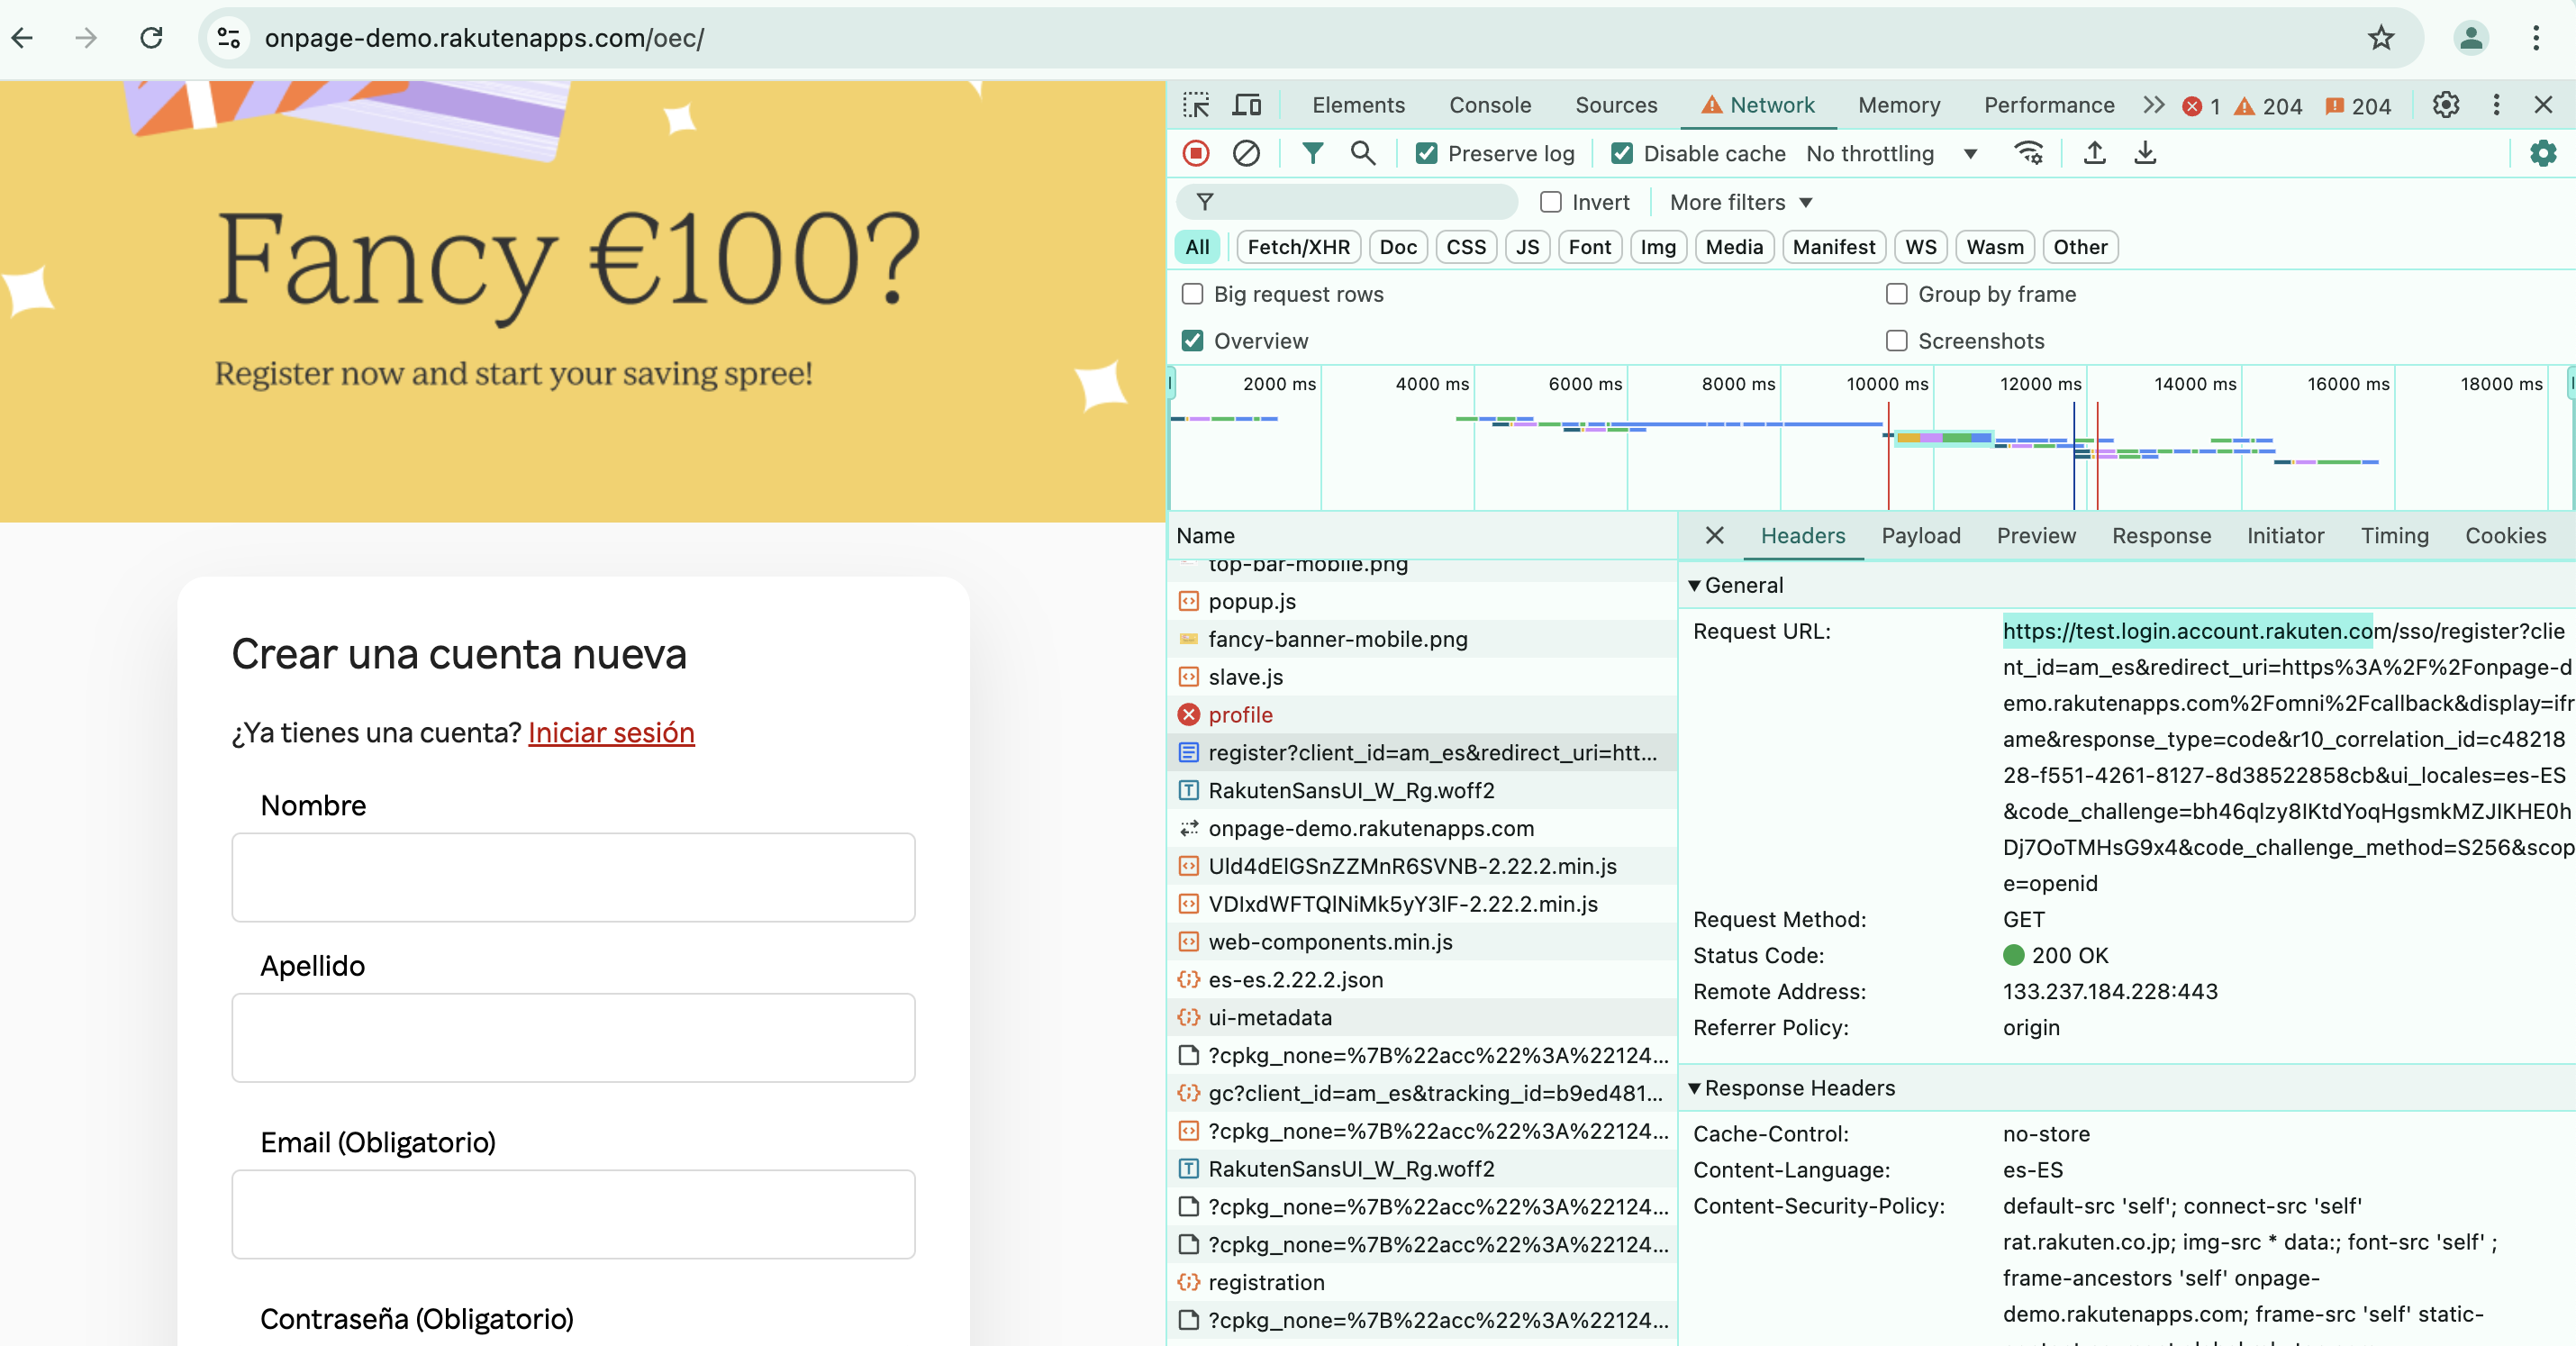 onpage-demo.rakutenapps.com/oec/
Fancy €100?
Register now and start your saving spree!
Crear una cuenta nueva
¿Ya tienes una cuenta? Iniciar sesión
Nombre
Apellido
Email (Obligatorio)
Contraseña (Obligatorio)
Elements Console Sources Network Memory Performance 1 204 204
Preserve log Disable cache No throttling
Invert More filters
All Fetch/XHR Doc CSS JS Font Img Media Manifest WS Wasm Other
Big request rows Group by frame
Overview Screenshots
2000 ms 4000 ms 6000 ms 8000 ms 10000 ms 12000 ms 14000 ms 16000 ms 18000 ms
Name
top-bar-mobile.png
popup.js
fancy-banner-mobile.png
slave.js
profile
register?client_id=am_es&redirect_uri=htt...
RakutenSansUI_W_Rg.woff2
onpage-demo.rakutenapps.com
Uld4dElGSnZZMnR6SVNB-2.22.2.min.js
VDIxdWFTQlNiMk5yY3lF-2.22.2.min.js
web-components.min.js
es-es.2.22.2.json
ui-metadata
?cpkg_none=%7B%22acc%22%3A%22124...
gc?client_id=am_es&tracking_id=b9ed481...
?cpkg_none=%7B%22acc%22%3A%22124...
RakutenSansUI_W_Rg.woff2
?cpkg_none=%7B%22acc%22%3A%22124...
?cpkg_none=%7B%22acc%22%3A%22124...
registration
?cpkg_none=%7B%22acc%22%3A%22124...
Headers Payload Preview Response Initiator Timing Cookies
General
Request URL: https://test.login.account.rakuten.com/sso/register?clie
nt_id=am_es&redirect_uri=https%3A%2F%2Fonpage-d
emo.rakutenapps.com%2Fomni%2Fcallback&display=ifr
ame&response_type=code&r10_correlation_id=c48218
28-f551-4261-8127-8d38522858cb&ui_locales=es-ES
&code_challenge=bh46qlzy8IKtdYoqHgsmkMZJIKHE0h
Dj7OoTMHsG9x4&code_challenge_method=S256&scop
e=openid
Request Method: GET
Status Code: 200 OK
Remote Address: 133.237.184.228:443
Referrer Policy: origin
Response Headers
Cache-Control: no-store
Content-Language: es-ES
Content-Security-Policy: default-src 'self'; connect-src 'self'
rat.rakuten.co.jp; img-src * data:; font-src 'self' ;
frame-ancestors 'self' onpage-
demo.rakutenapps.com; frame-src 'self' static-